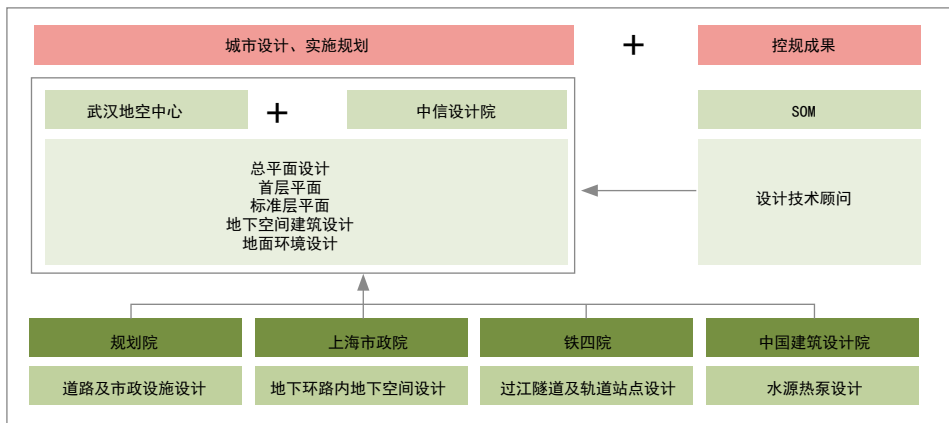 城市设计、实施规划
+
控规成果
武汉地空中心
+
中信设计院
SOM
总平面设计
首层平面
标准层平面
地下空间建筑设计
地面环境设计
设计技术顾问
规划院
上海市政院
铁四院
中国建筑设计院
道路及市政设施设计
地下环路内地下空间设计
过江隧道及轨道站点设计
水源热泵设计